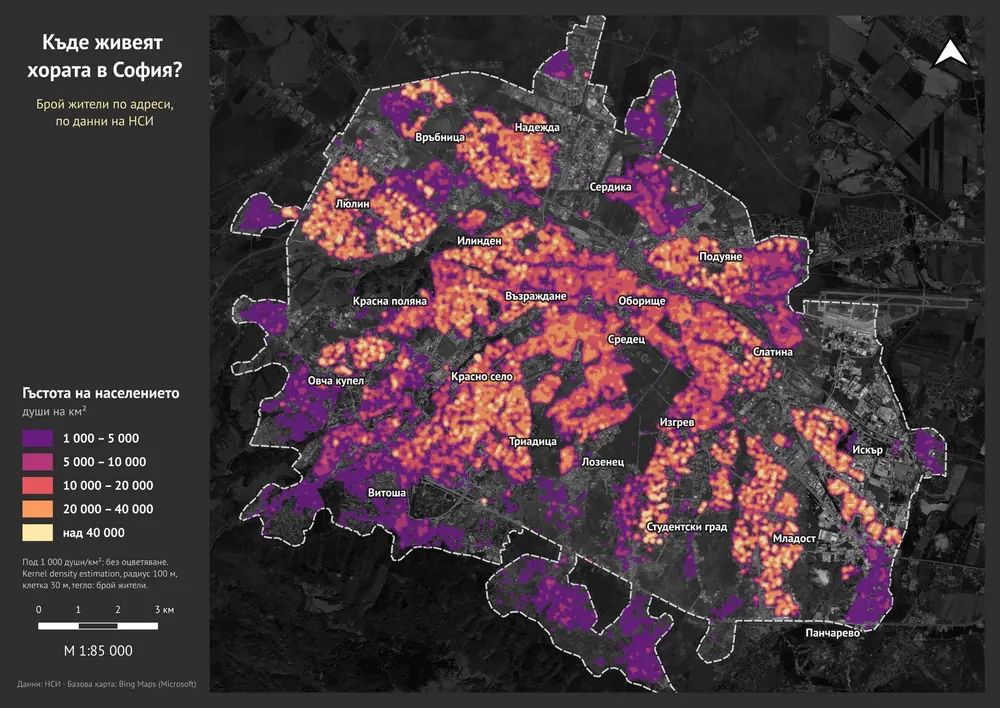 Къде живеят
хората в София?
Брой жители по адреси,
по данни на НСИ
Гъстота на населението
души на км²
1 000 – 5 000
5 000 – 10 000
10 000 – 20 000
20 000 – 40 000
над 40 000
Под 1 000 души/км²: без оцветяване.
Kernel density estimation, радиус 100 м,
клетка 30 м, тегло: брой жители.
0 1 2 3 км
М 1:85 000
Данни: НСИ · Базова карта: Bing Maps (Microsoft)
Връбница
Надежда
Сердика
Люлин
Илинден
Подуяне
Красна поляна
Възраждане
Оборище
Средец
Слатина
Овча купел
Красно село
Изгрев
Триадица
Лозенец
Искър
Витоша
Студентски град
Младост
Панчарево